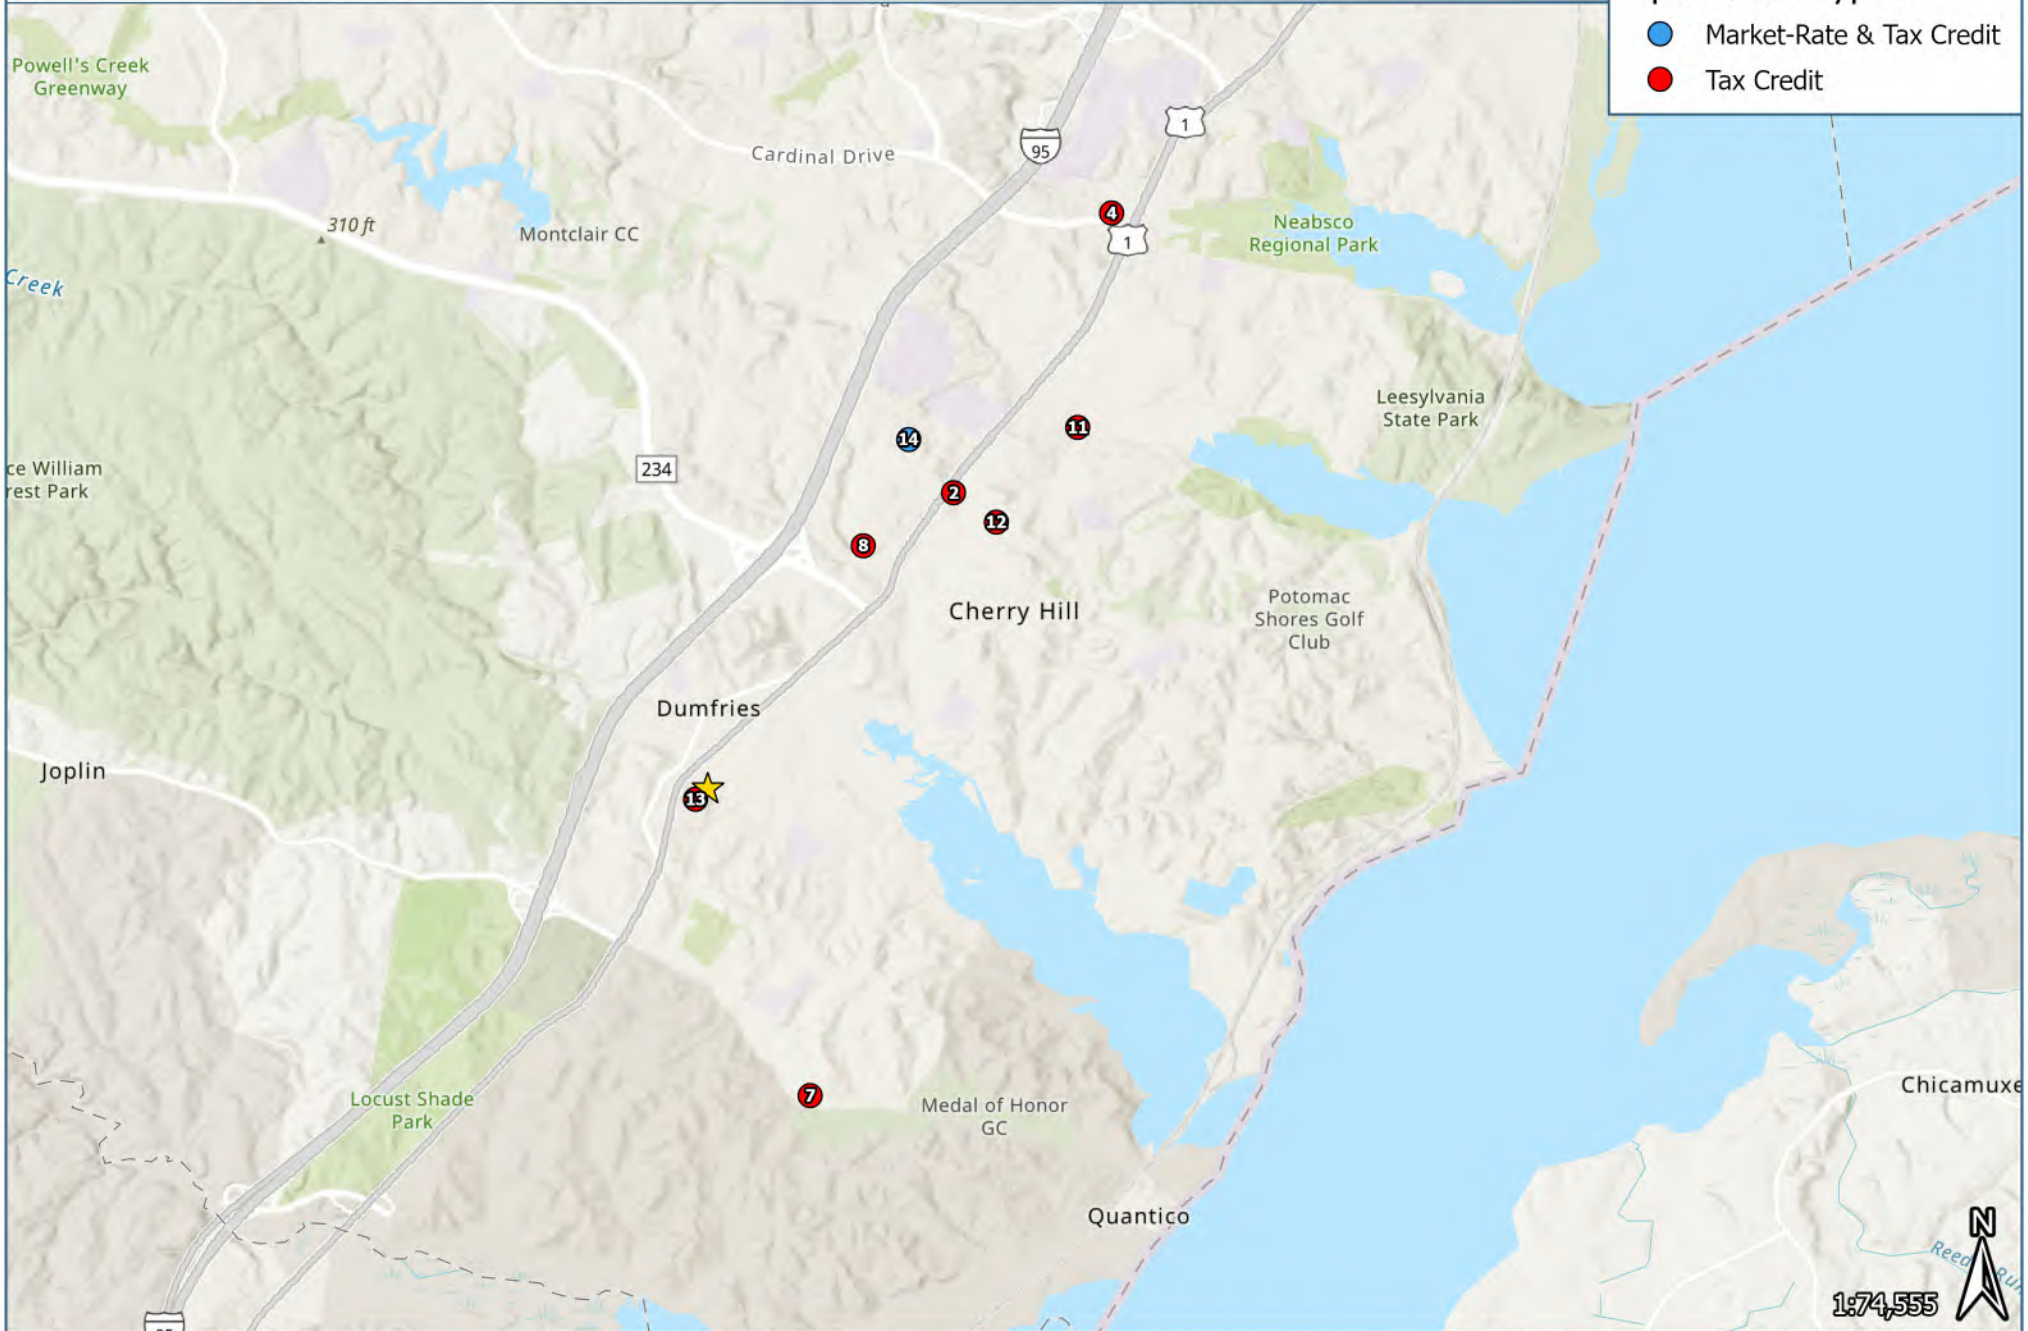 Market-Rate & Tax Credit
Tax Credit
Powell's Creek
Greenway
1
95
Cardinal Drive
4
310 ft
Montclair CC
1
Neabsco
Regional Park
Creek
Leesylvania
State Park
11
14
234
ce William
rest Park
2
12
8
Cherry Hill
Potomac
Shores Golf
Club
Dumfries
Joplin
13
Locust Shade
Park
7
Medal of Honor
GC
Chicamuxe
Quantico
N
Reed
Run
1:74,555